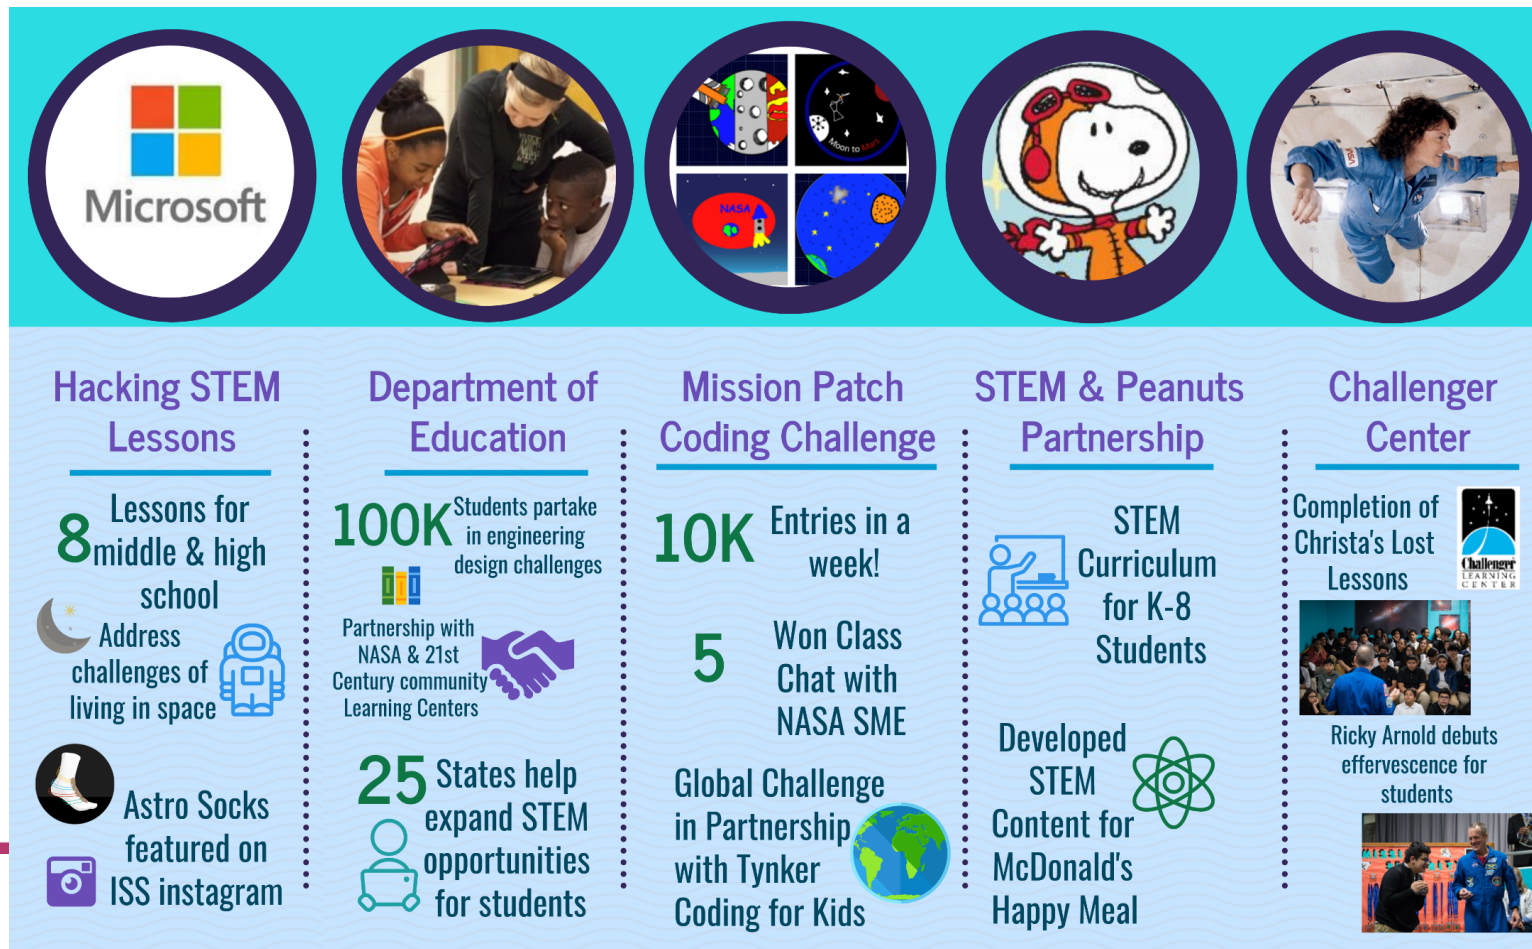 Microsoft
Moon to Mars
NASA
NASA
Hacking STEM
Lessons
8
Lessons for
middle & high
school
Address
challenges of
living in space
Astro Socks
featured on
ISS instagram
Department of
Education
100K
Students partake
in engineering
design challenges
Partnership with
NASA & 21st
Century community
Learning Centers
25
States help
expand STEM
opportunities
for students
Mission Patch
Coding Challenge
10K
Entries in a
week!
5
Won Class
Chat with
NASA SME
Global Challenge
in Partnership
with Tynker
Coding for Kids
STEM & Peanuts
Partnership
STEM
Curriculum
for K-8
Students
Developed
STEM
Content for
McDonald's
Happy Meal
Challenger
Center
Completion of
Christa's Lost
Lessons
Challenger
LEARNING
CENTER
Ricky Arnold debuts
effervescence for
students